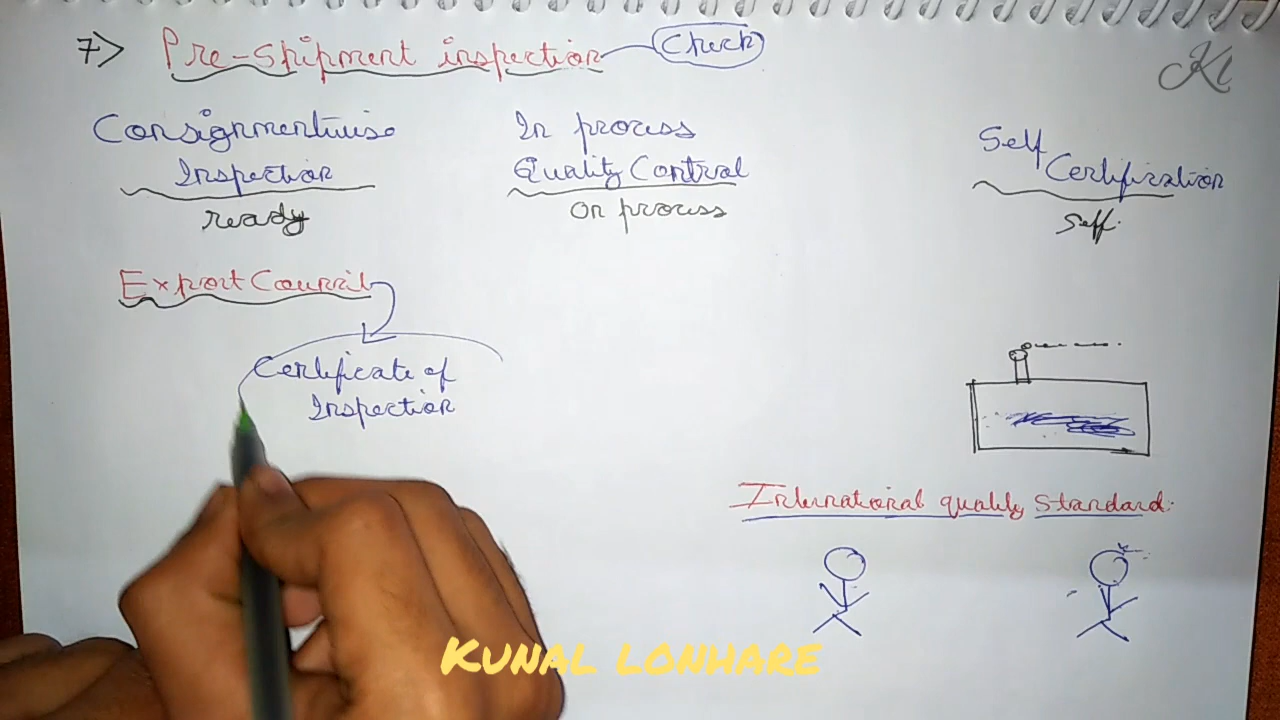 7> Pre-Shipment inspection Check
Kl
Consignmentwise
Inspection
ready
In process
Quality Control
On process
Self
Certification
Self.
Export Council
Certificate of
Inspection
International quality Standard:
KUNAL LONHARE